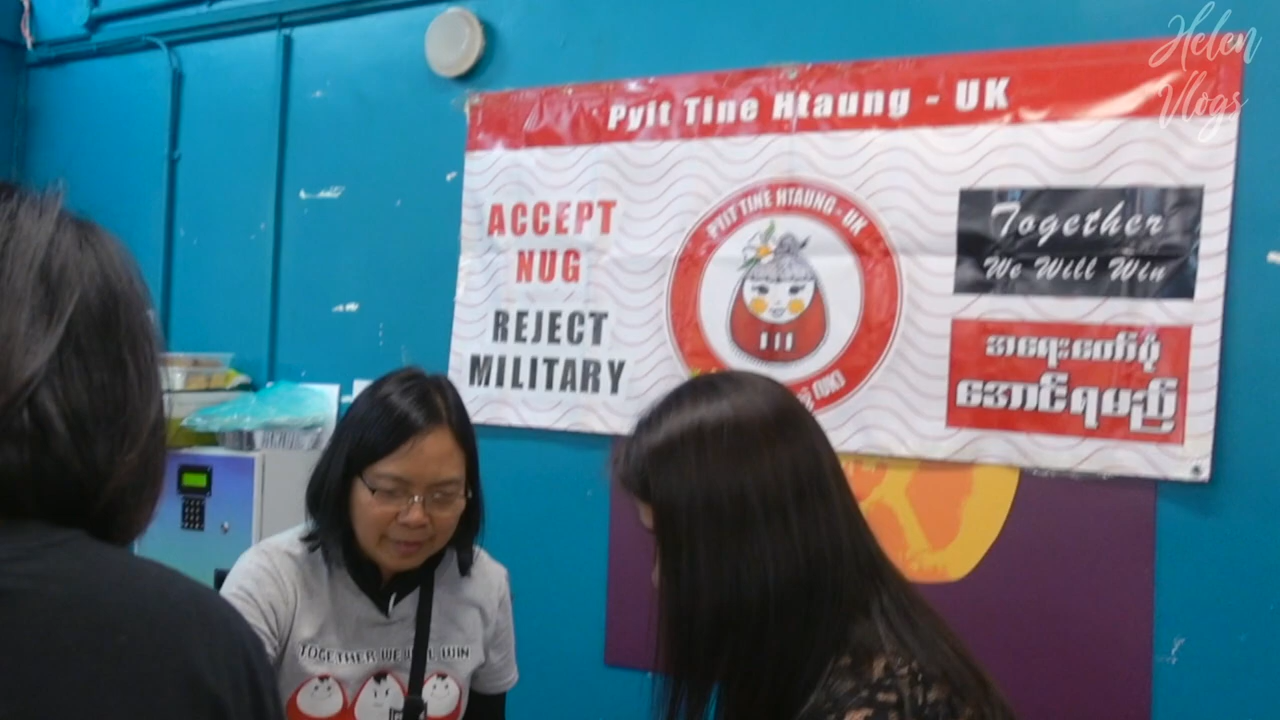 Helen
Vlogs
Pyit Tine Htaung - UK
ACCEPT
NUG
REJECT
MILITARY
PYIT TINE HTAUNG - UK
(UK)
Together
We Will Win
အရေးတော်ပုံ
အောင်ရမည်
TOGETHER WE WILL WIN